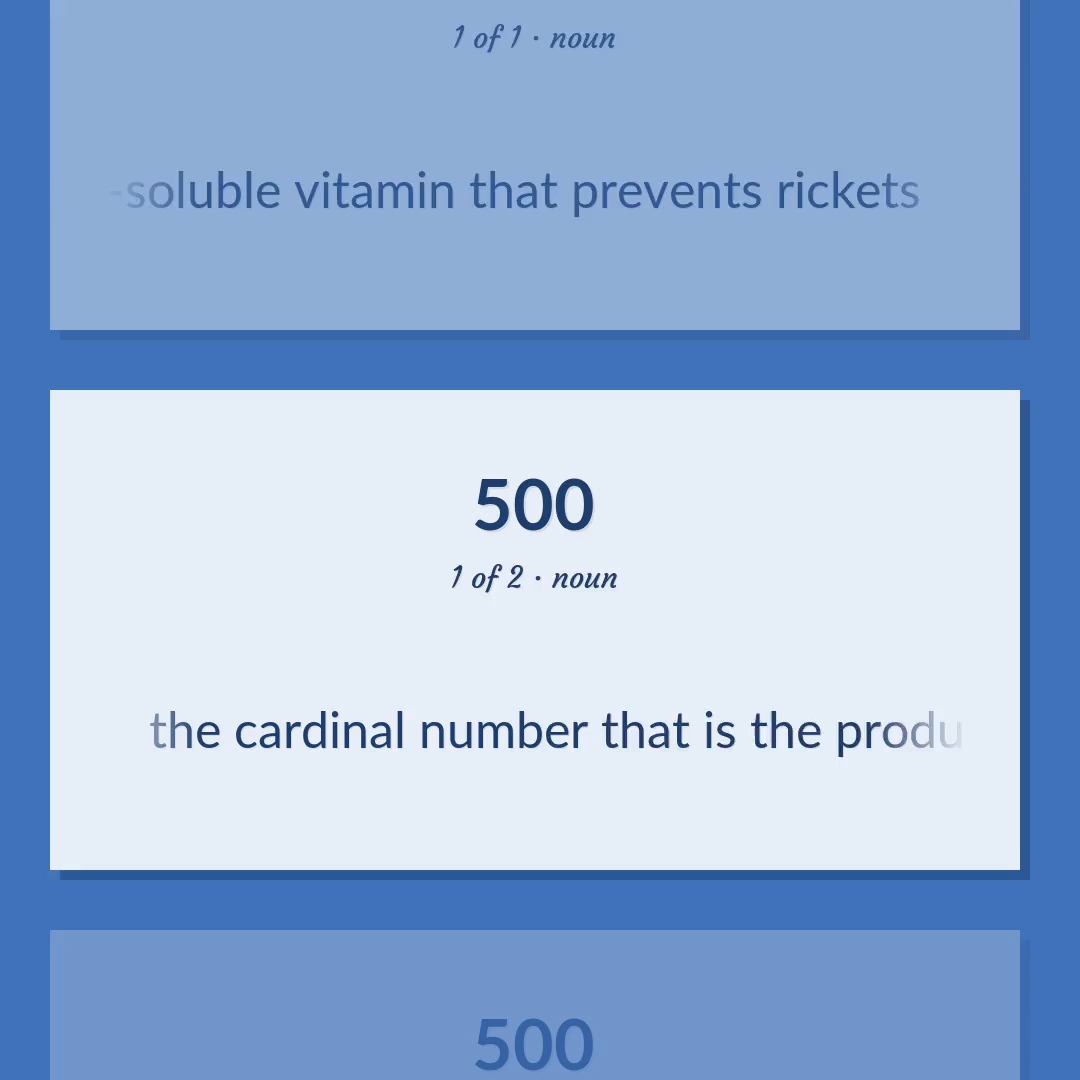 1 of 1 · noun
-soluble vitamin that prevents rickets
500
1 of 2 · noun
the cardinal number that is the produ
500